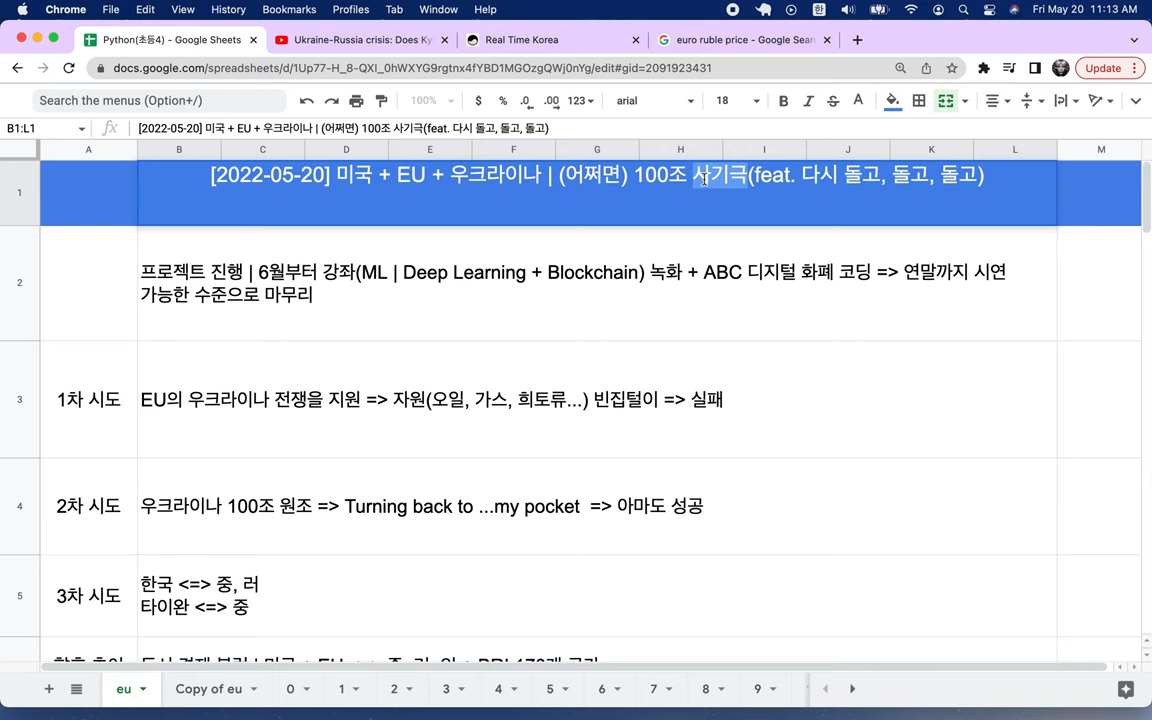 Chrome File Edit View History Bookmarks Profiles Tab Window Help 한 Fri May 20 11:13 AM
Python(초등4) - Google Sheets Ukraine-Russia crisis: Does Ky Real Time Korea euro ruble price - Google Sear
docs.google.com/spreadsheets/d/1Up77-H_8-QXI_0hWXYG9rgtnx4fYBD1MGOzgQWj0nYg/edit#gid=2091923431 Update
Search the menus (Option+/) 100% $ % .0 .00 123 arial 18 B I S A
B1:L1 fx [2022-05-20] 미국 + EU + 우크라이나 | (어쩌면) 100조 사기극(feat. 다시 돌고, 돌고, 돌고)
A B C D E F G H I J K L M
1 [2022-05-20] 미국 + EU + 우크라이나 | (어쩌면) 100조 사기극(feat. 다시 돌고, 돌고, 돌고)
2 프로젝트 진행 | 6월부터 강좌(ML | Deep Learning + Blockchain) 녹화 + ABC 디지털 화폐 코딩 => 연말까지 시연
가능한 수준으로 마무리
3 1차 시도 EU의 우크라이나 전쟁을 지원 => 자원(오일, 가스, 희토류...) 빈집털이 => 실패
4 2차 시도 우크라이나 100조 원조 => Turning back to ...my pocket => 아마도 성공
5 3차 시도 한국 <=> 중, 러
타이완 <=> 중
eu Copy of eu 0 1 2 3 4 5 6 7 8 9